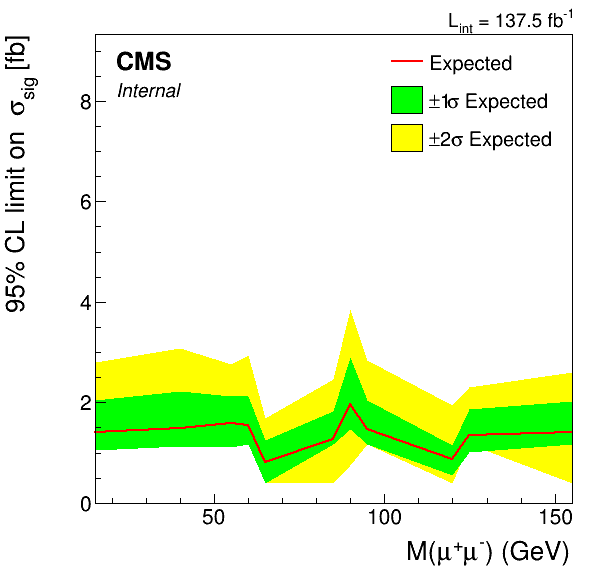 L_int = 137.5 fb⁻¹
CMS
Internal
Expected
±1σ Expected
±2σ Expected
95% CL limit on σ_sig [fb]
8
6
4
2
0
50 100 150
M(μ⁺μ⁻) (GeV)